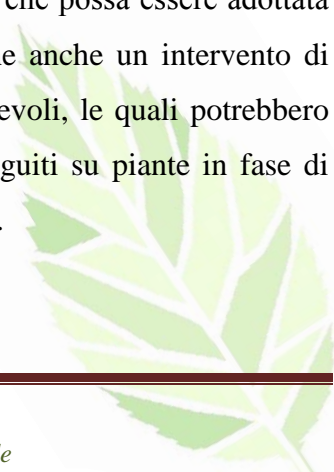 che possa essere adottata
e anche un intervento di
evoli, le quali potrebbero
guiti su piante in fase di
.